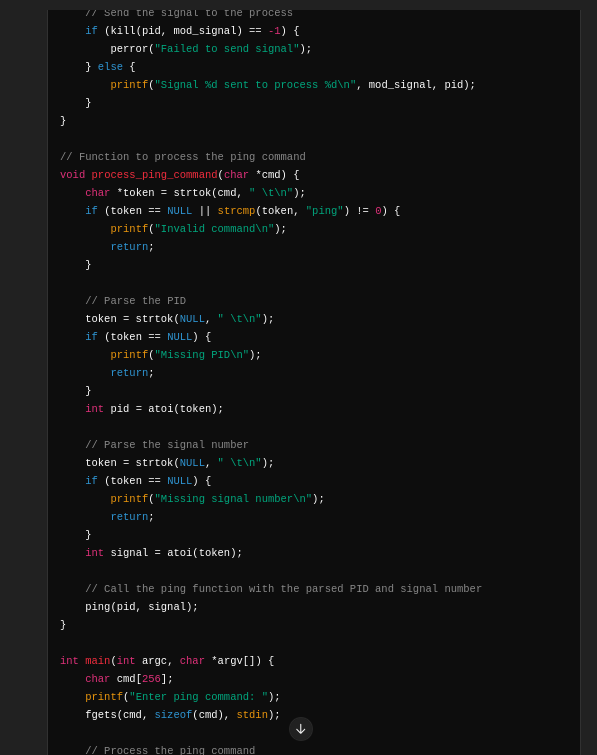 // Send the signal to the process
if (kill(pid, mod_signal) == -1) {
perror("Failed to send signal");
} else {
printf("Signal %d sent to process %d\n", mod_signal, pid);
}
}
// Function to process the ping command
void process_ping_command(char *cmd) {
char *token = strtok(cmd, " \t\n");
if (token == NULL || strcmp(token, "ping") != 0) {
printf("Invalid command\n");
return;
}
// Parse the PID
token = strtok(NULL, " \t\n");
if (token == NULL) {
printf("Missing PID\n");
return;
}
int pid = atoi(token);
// Parse the signal number
token = strtok(NULL, " \t\n");
if (token == NULL) {
printf("Missing signal number\n");
return;
}
int signal = atoi(token);
// Call the ping function with the parsed PID and signal number
ping(pid, signal);
}
int main(int argc, char *argv[]) {
char cmd[256];
printf("Enter ping command: ");
fgets(cmd, sizeof(cmd), stdin);
// Process the ping command